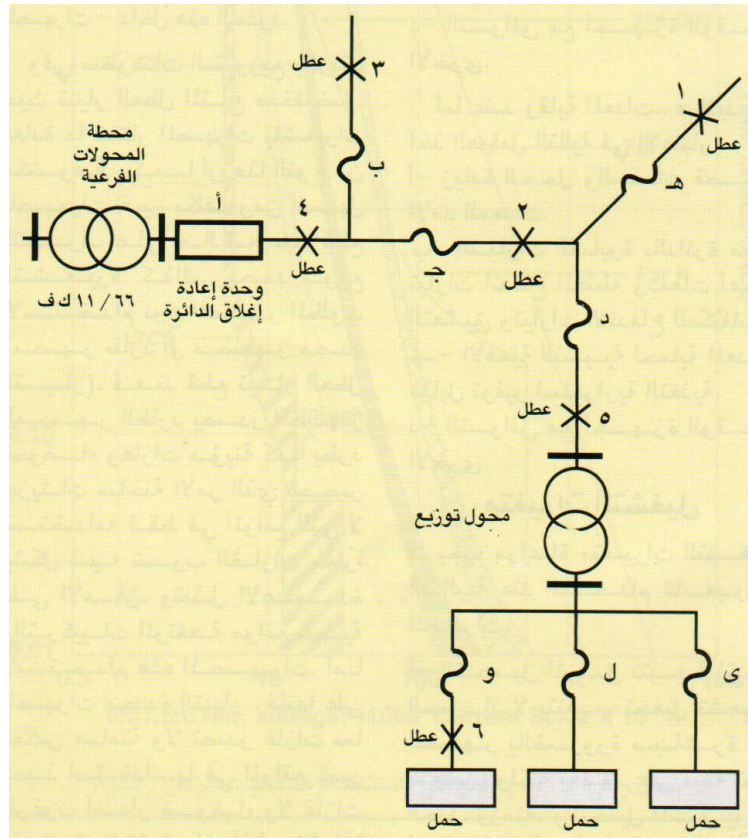 ٣
عطل
١
عطل
محطة
المحولات
الفرعية
ب
هـ
أ
٤
٢
عطل
جـ
عطل
٦٦ / ١١ ك ف
وحدة إعادة
إغلاق الدائرة
د
عطل
٥
محول توزيع
و
ل
ى
عطل
٦
حمل
حمل
حمل